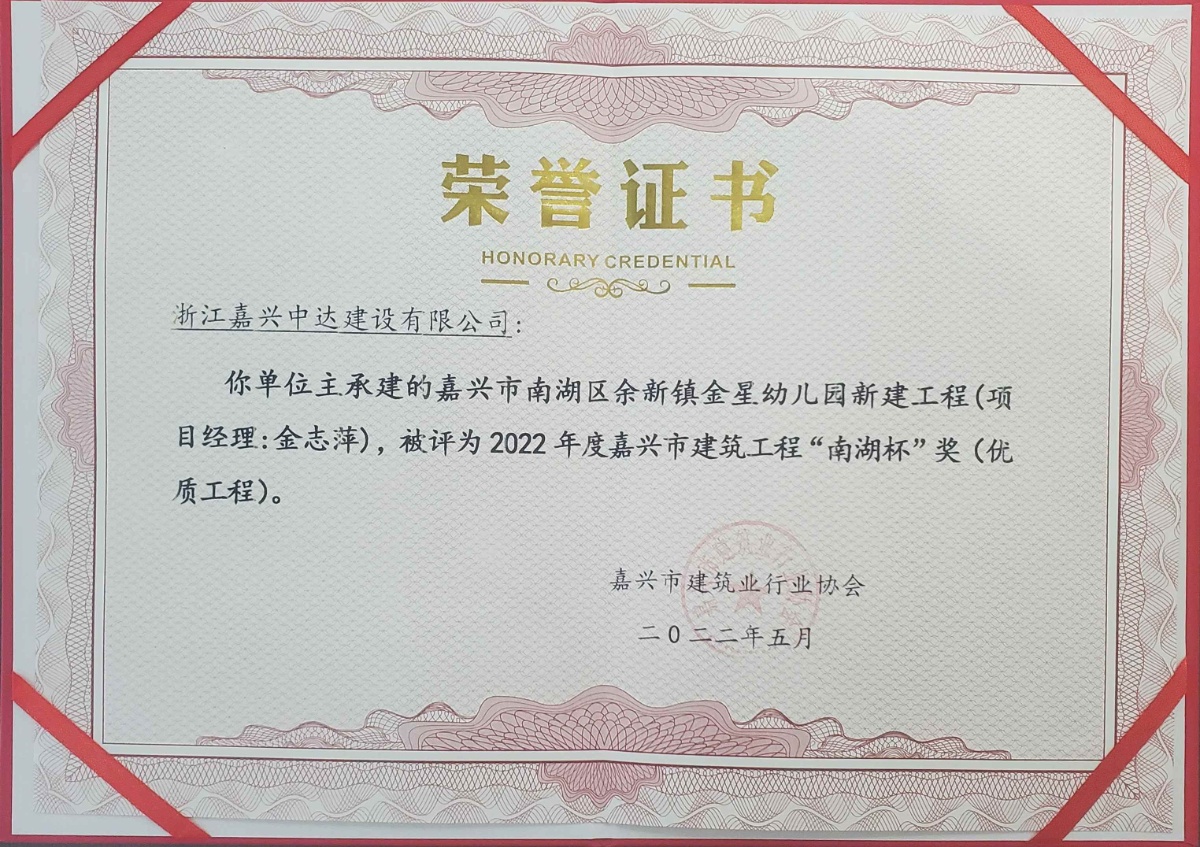 荣誉证书
HONORARY CREDENTIAL
浙江嘉兴中达建设有限公司：
你单位主承建的嘉兴市南湖区余新镇金星幼儿园新建工程(项
目经理：金志萍)，被评为 2022 年度嘉兴市建筑工程“南湖杯”奖（优
质工程)。
嘉兴市建筑业行业协会
二0二二年五月